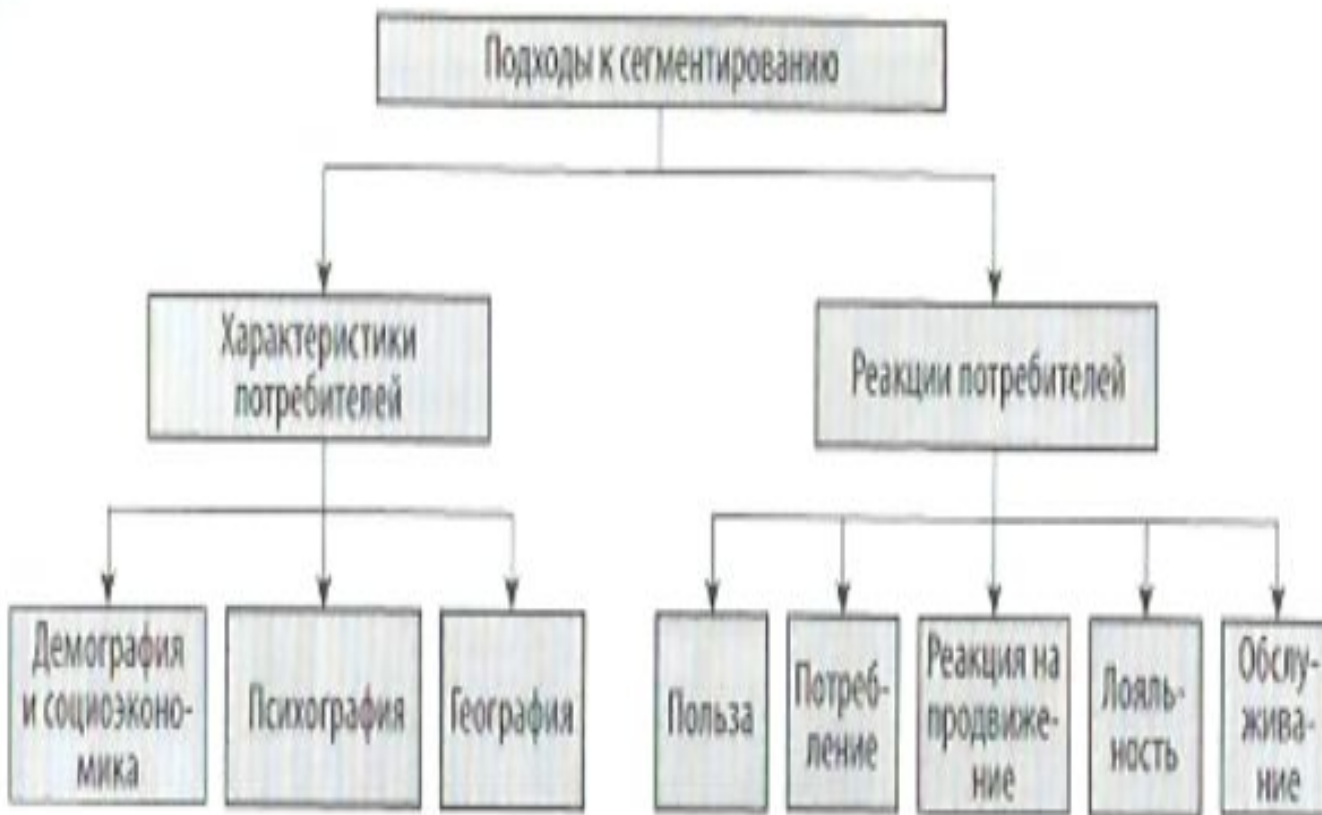 Подходы к сегментированию
Характеристики
потребителей
Реакции потребителей
Демография
и социоэконо-
мика
Психография
География
Польза
Потреб-
ление
Реакция на
продвиже-
ние
Лояль-
ность
Обслу-
жива-
ние